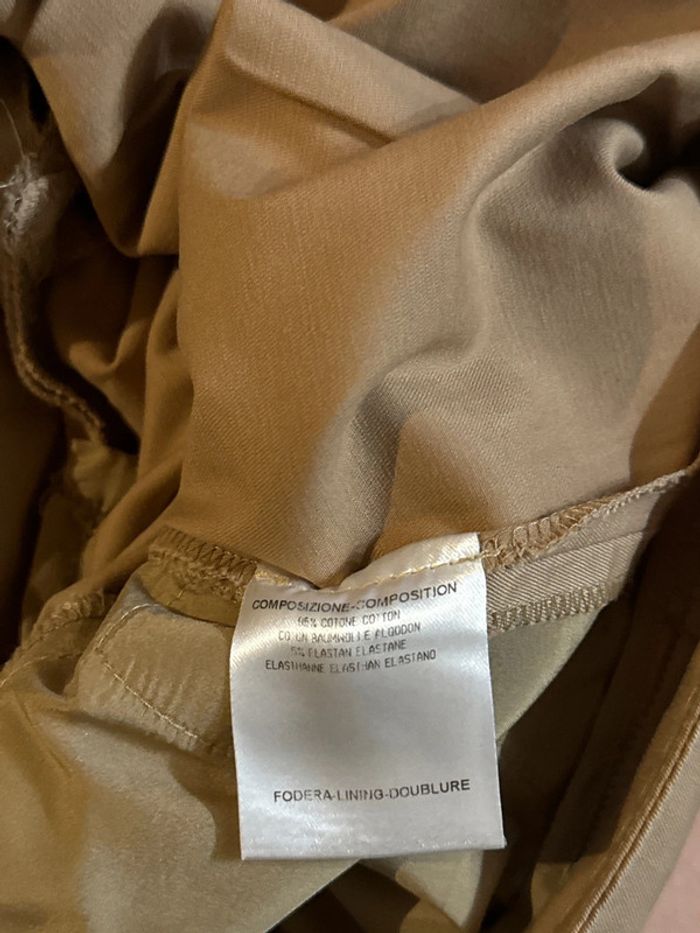 COMPOSIZIONE-COMPOSITION
95% COTONE COTTON
COTON BAUMWOLLE ALGODON
5% ELASTAN ELASTANE
ELASTHANNE ELASTHAN ELASTANO
FODERA-LINING-DOUBLURE